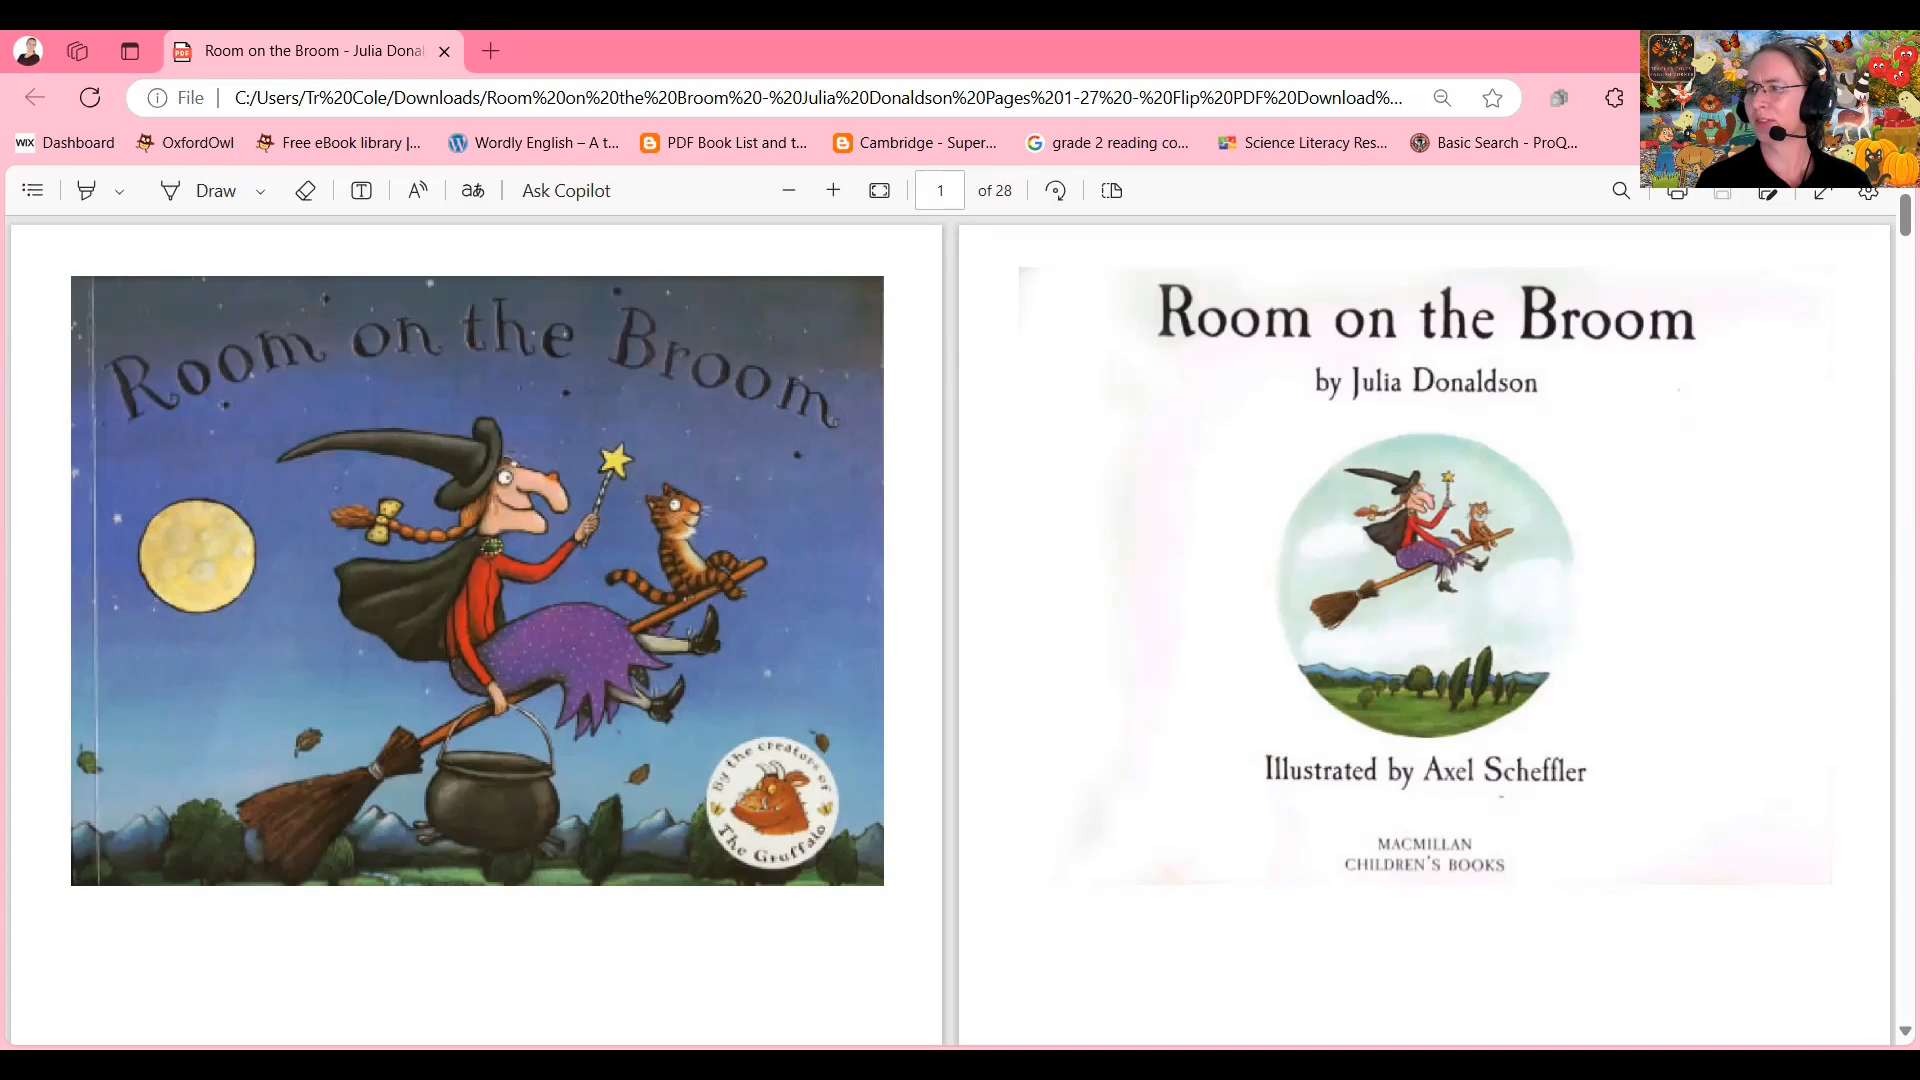 Room on the Broom - Julia Donal
File
C:/Users/Tr%20Cole/Downloads/Room%20on%20the%20Broom%20-%20Julia%20Donaldson%20Pages%201-27%20-%20Flip%20PDF%20Download%...
WIX Dashboard
OxfordOwl
Free eBook library |...
Wordly English – A t...
PDF Book List and t...
Cambridge - Super...
grade 2 reading co...
Science Literacy Res...
Basic Search - ProQ...
Draw
Ask Copilot
1 of 28
Room on the Broom
By the creators of
The Gruffalo
Room on the Broom
by Julia Donaldson
Illustrated by Axel Scheffler
MACMILLAN
CHILDREN'S BOOKS